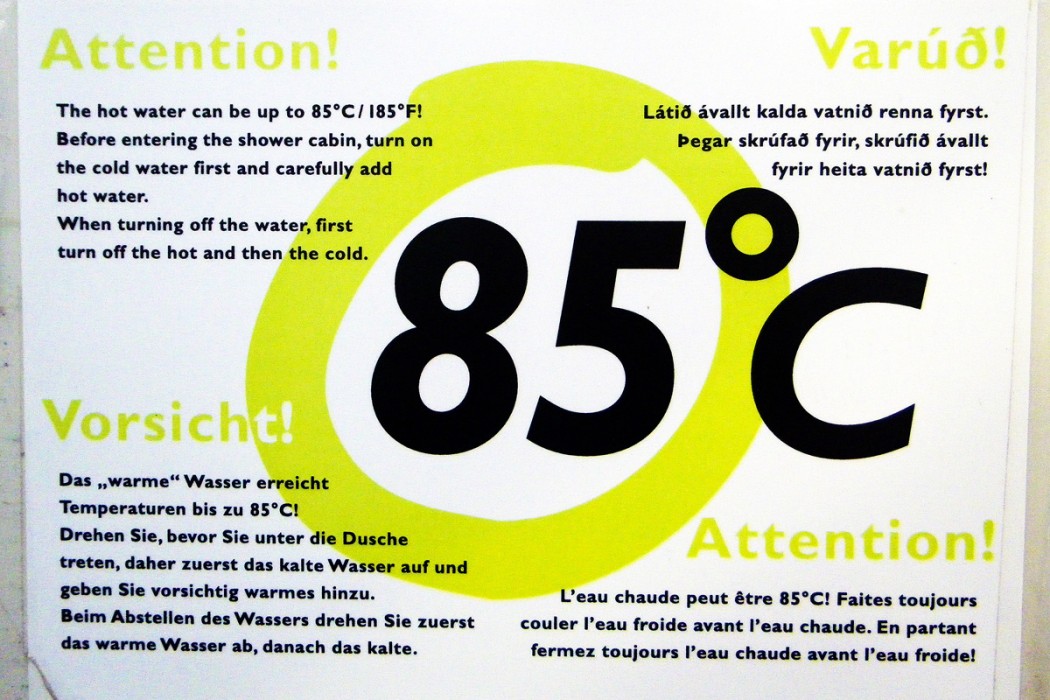 Attention!
The hot water can be up to 85°C/185°F!
Before entering the shower cabin, turn on
the cold water first and carefully add
hot water.
When turning off the water, first
turn off the hot and then the cold.
Varúð!
Látið ávallt kalda vatnið renna fyrst.
Þegar skrúfað fyrir, skrúfið ávallt
fyrir heita vatnið fyrst!
85°C
Vorsicht!
Das „warme“ Wasser erreicht
Temperaturen bis zu 85°C!
Drehen Sie, bevor Sie unter die Dusche
treten, daher zuerst das kalte Wasser auf und
geben Sie vorsichtig warmes hinzu.
Beim Abstellen des Wassers drehen Sie zuerst
das warme Wasser ab, danach das kalte.
Attention!
L'eau chaude peut être 85°C! Faites toujours
couler l'eau froide avant l'eau chaude. En partant
fermez toujours l'eau chaude avant l'eau froide!